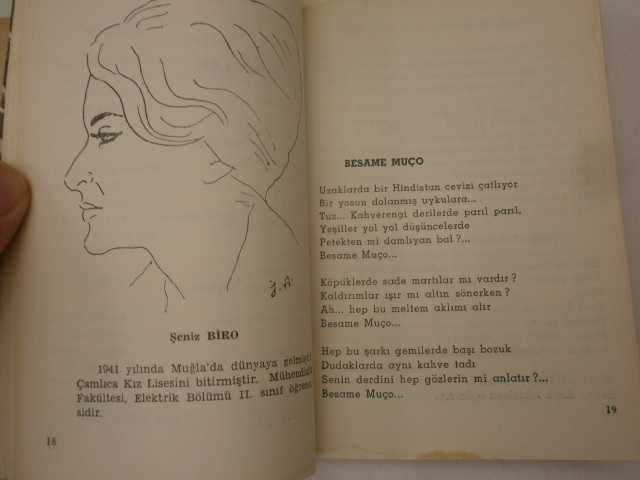 J. A.
Şeniz BİRO
1941 yılında Muğla'da dünyaya gelmişti
Çamlıca Kız Lisesini bitirmiştir. Mühendislik
Fakültesi, Elektrik Bölümü II. sınıf öğrenci
sidir.
18
BESAME MUÇO
Uzaklarda bir Hindistan cevizi çatlıyor
Bir yosun dolanmış uykulara...
Tuz... Kahverengi derilerde parıl parıl,
Yeşiller yol yol düşüncelerde
Petekten mi damlıyan bal?...
Besame Muço...
Köpüklerde sade martılar mı vardır?
Kaldırımlar ışır mı altın sönerken?
Ah... hep bu meltem aklımı alır
Besame Muço...
Hep bu şarkı gemilerde başı bozuk
Dudaklarda aynı kahve tadı
Senin derdini hep gözlerin mi anlatır?...
Besame Muço...
19